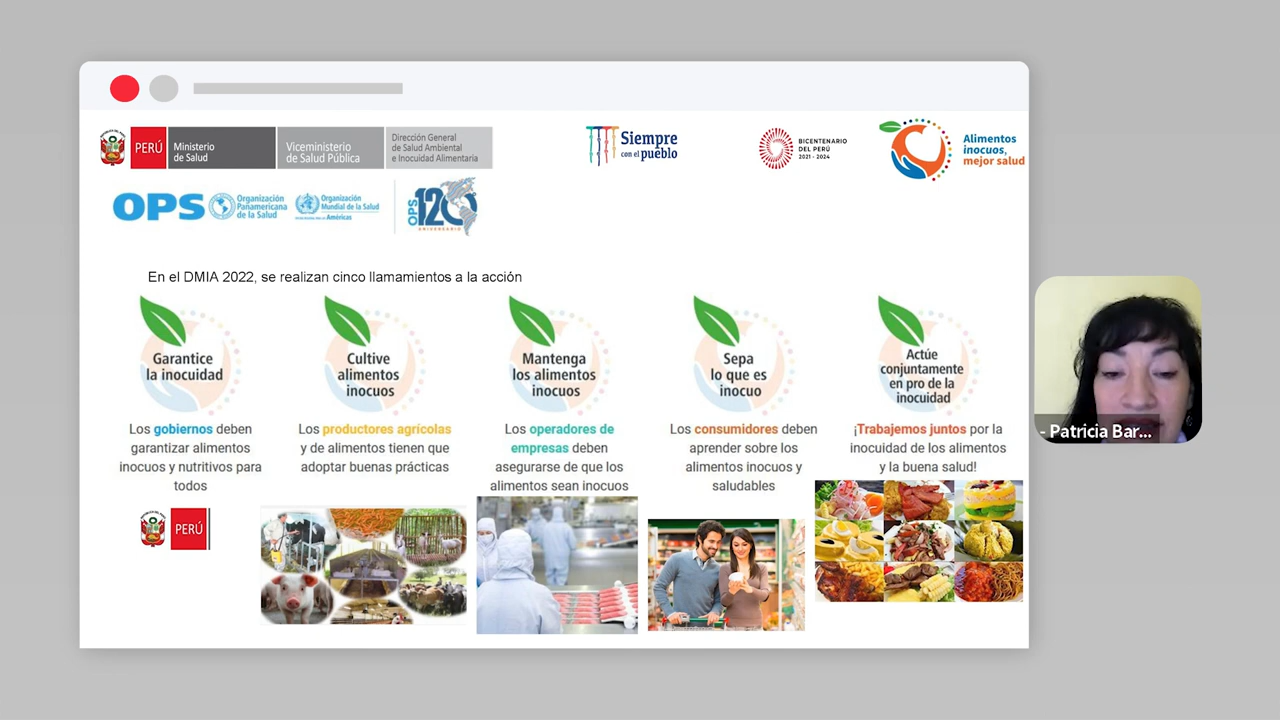 PERÚ
Ministerio
de Salud
Viceministerio
de Salud Pública
Dirección General
de Salud Ambiental
e Inocuidad Alimentaria
Siempre
con el pueblo
BICENTENARIO
DEL PERÚ
2021 - 2024
Alimentos
inocuos,
mejor salud
OPS
Organización
Panamericana
de la Salud
Organización
Mundial de la Salud
Américas
OPS
120
ANIVERSARIO
En el DMIA 2022, se realizan cinco llamamientos a la acción
Garantice
la inocuidad
Los gobiernos deben
garantizar alimentos
inocuos y nutritivos para
todos
Cultive
alimentos
inocuos
Los productores agrícolas
y de alimentos tienen que
adoptar buenas prácticas
Mantenga
los alimentos
inocuos
Los operadores de
empresas deben
asegurarse de que los
alimentos sean inocuos
Sepa
lo que es
inocuo
Los consumidores deben
aprender sobre los
alimentos inocuos y
saludables
Actúe
conjuntamente
en pro de la
inocuidad
¡Trabajemos juntos por la
inocuidad de los alimentos
y la buena salud!
PERÚ
- Patricia Bar...